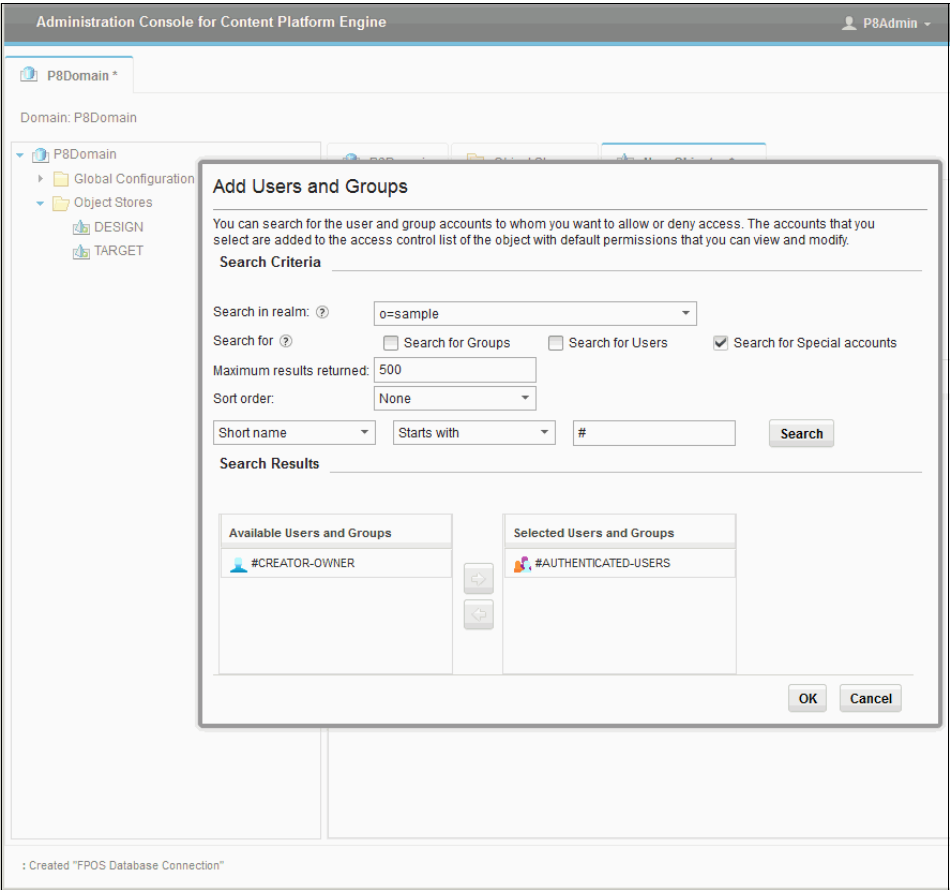 Administration Console for Content Platform Engine
P8Admin
P8Domain *
Domain: P8Domain
P8Domain
Global Configuration
Object Stores
DESIGN
TARGET
Add Users and Groups
You can search for the user and group accounts to whom you want to allow or deny access. The accounts that you
select are added to the access control list of the object with default permissions that you can view and modify.
Search Criteria
Search in realm: ? o=sample
Search for ? Search for Groups Search for Users Search for Special accounts
Maximum results returned: 500
Sort order: None
Short name Starts with # Search
Search Results
Available Users and Groups Selected Users and Groups
#CREATOR-OWNER #AUTHENTICATED-USERS
OK Cancel
: Created "FPOS Database Connection"